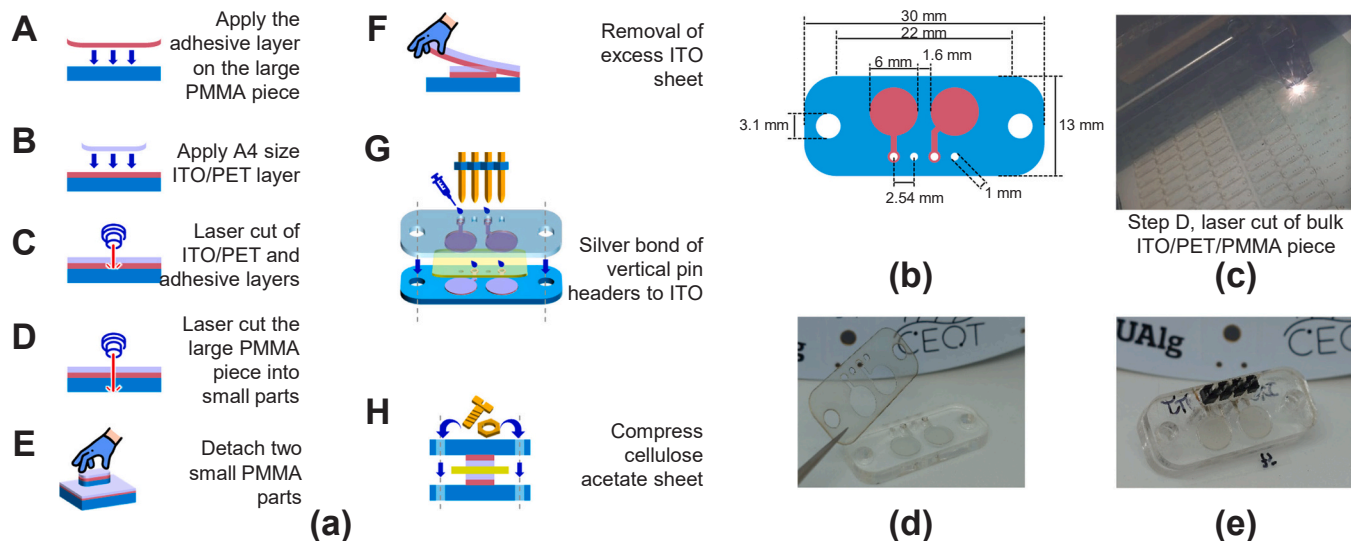 A
Apply the
adhesive layer
on the large
PMMA piece
B
Apply A4 size
ITO/PET layer
C
Laser cut of
ITO/PET and
adhesive layers
D
Laser cut the
large PMMA
piece into
small parts
E
Detach two
small PMMA
parts
F
Removal of
excess ITO
sheet
G
Silver bond of
vertical pin
headers to ITO
H
Compress
cellulose
acetate sheet
(a)
30 mm
22 mm
6 mm
1.6 mm
3.1 mm
13 mm
2.54 mm
1 mm
(b)
Step D, laser cut of bulk
ITO/PET/PMMA piece
(c)
CEOT
(d)
UAlg
CEOT
(e)